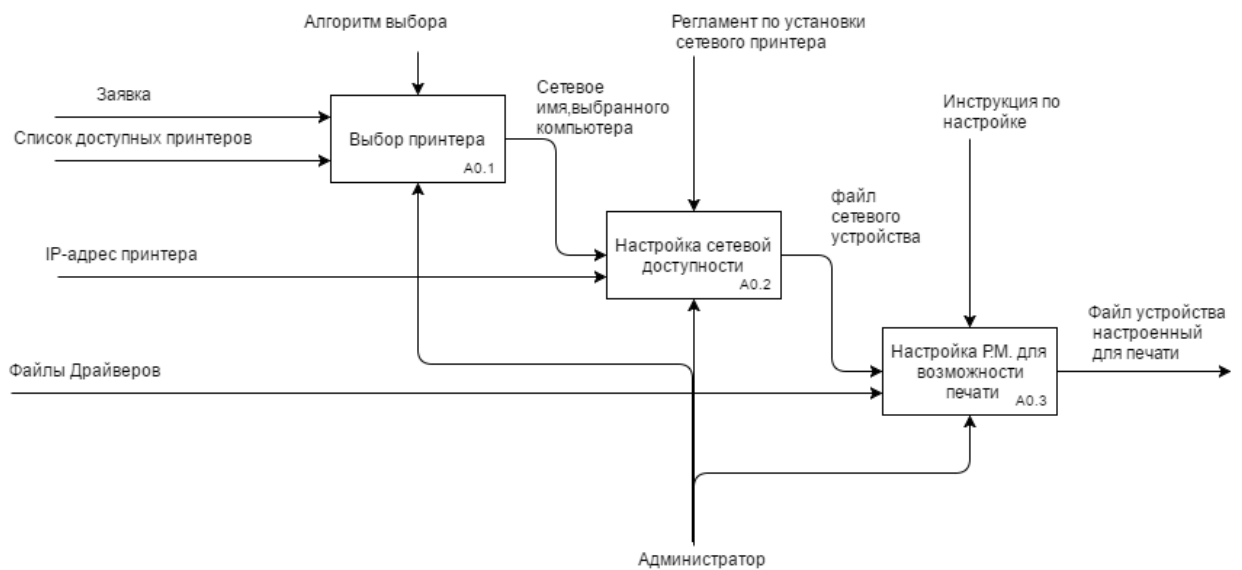 Алгоритм выбора
Регламент по установки
сетевого принтера
Заявка
Сетевое
имя,выбранного
компьютера
Инструкция по
настройке
Список доступных принтеров
Выбор принтера
A0.1
файл
сетевого
устройства
IP-адрес принтера
Настройка сетевой
доступности
A0.2
Файл устройства
настроенный
для печати
Файлы Драйверов
Настройка Р.М. для
возможности
печати
A0.3
Администратор